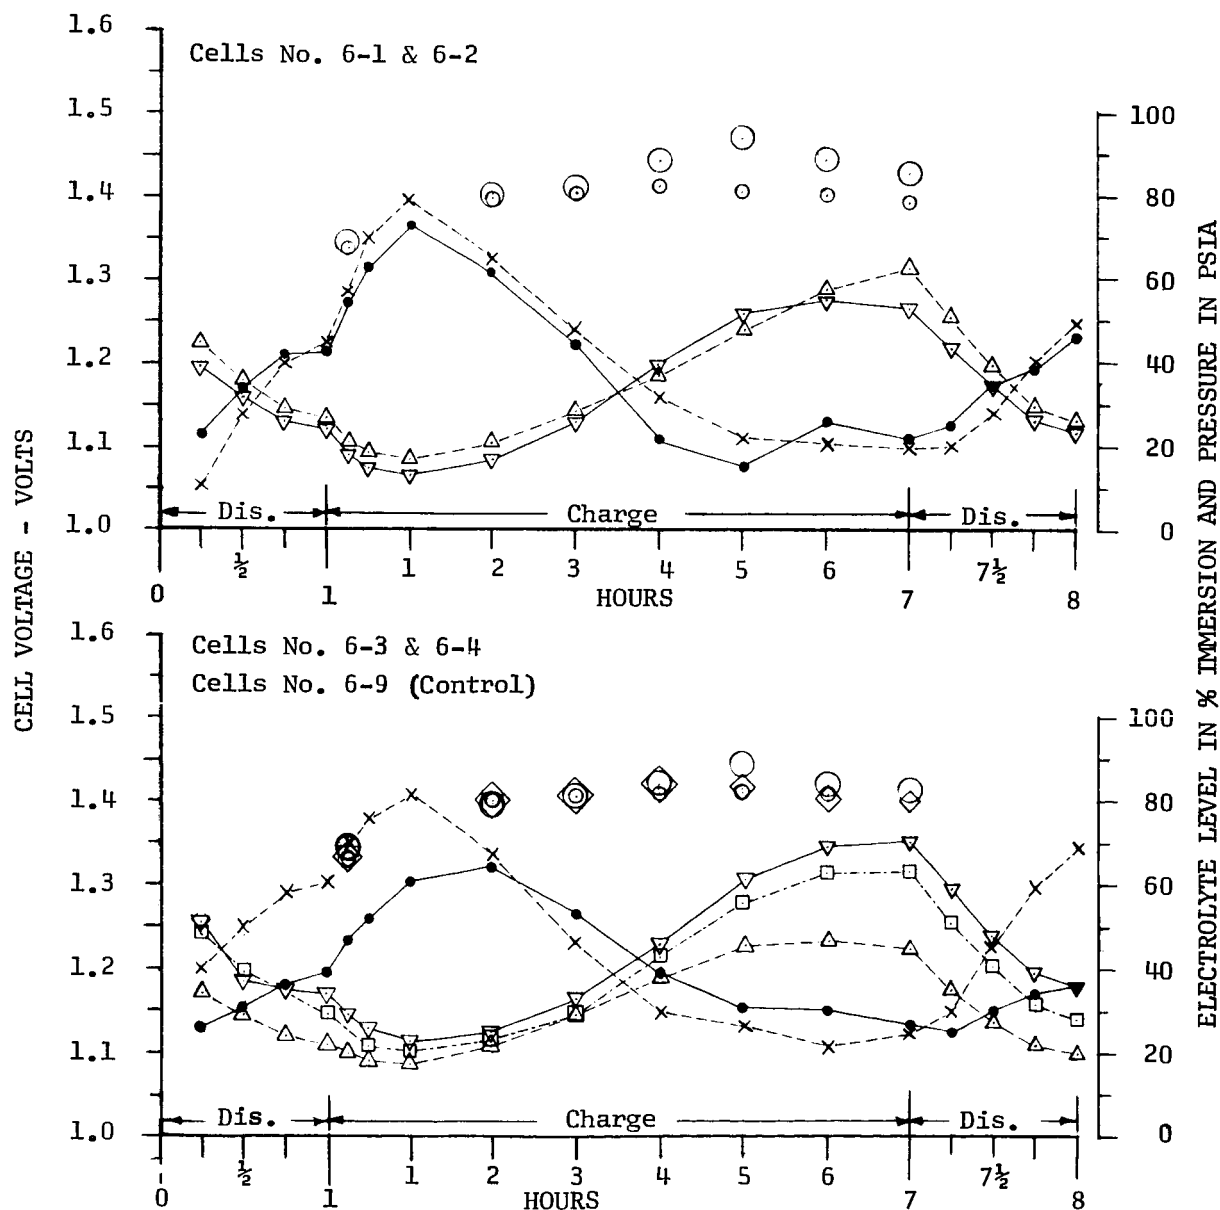 1.6
Cells No. 6-1 & 6-2
1.5
100
1.4
80
1.3
60
1.2
40
1.1
20
Dis.
Charge
Dis.
1.0
0
½ 1 2 3 4 5 6 7½
0 1 HOURS 7 8
CELL VOLTAGE - VOLTS
ELECTROLYTE LEVEL IN % IMMERSION AND PRESSURE IN PSIA
1.6
Cells No. 6-3 & 6-4
Cells No. 6-9 (Control)
1.5
100
1.4
80
1.3
60
1.2
40
1.1
20
Dis.
Charge
Dis.
1.0
0
½ 1 2 3 4 5 6 7½
0 1 HOURS 7 8